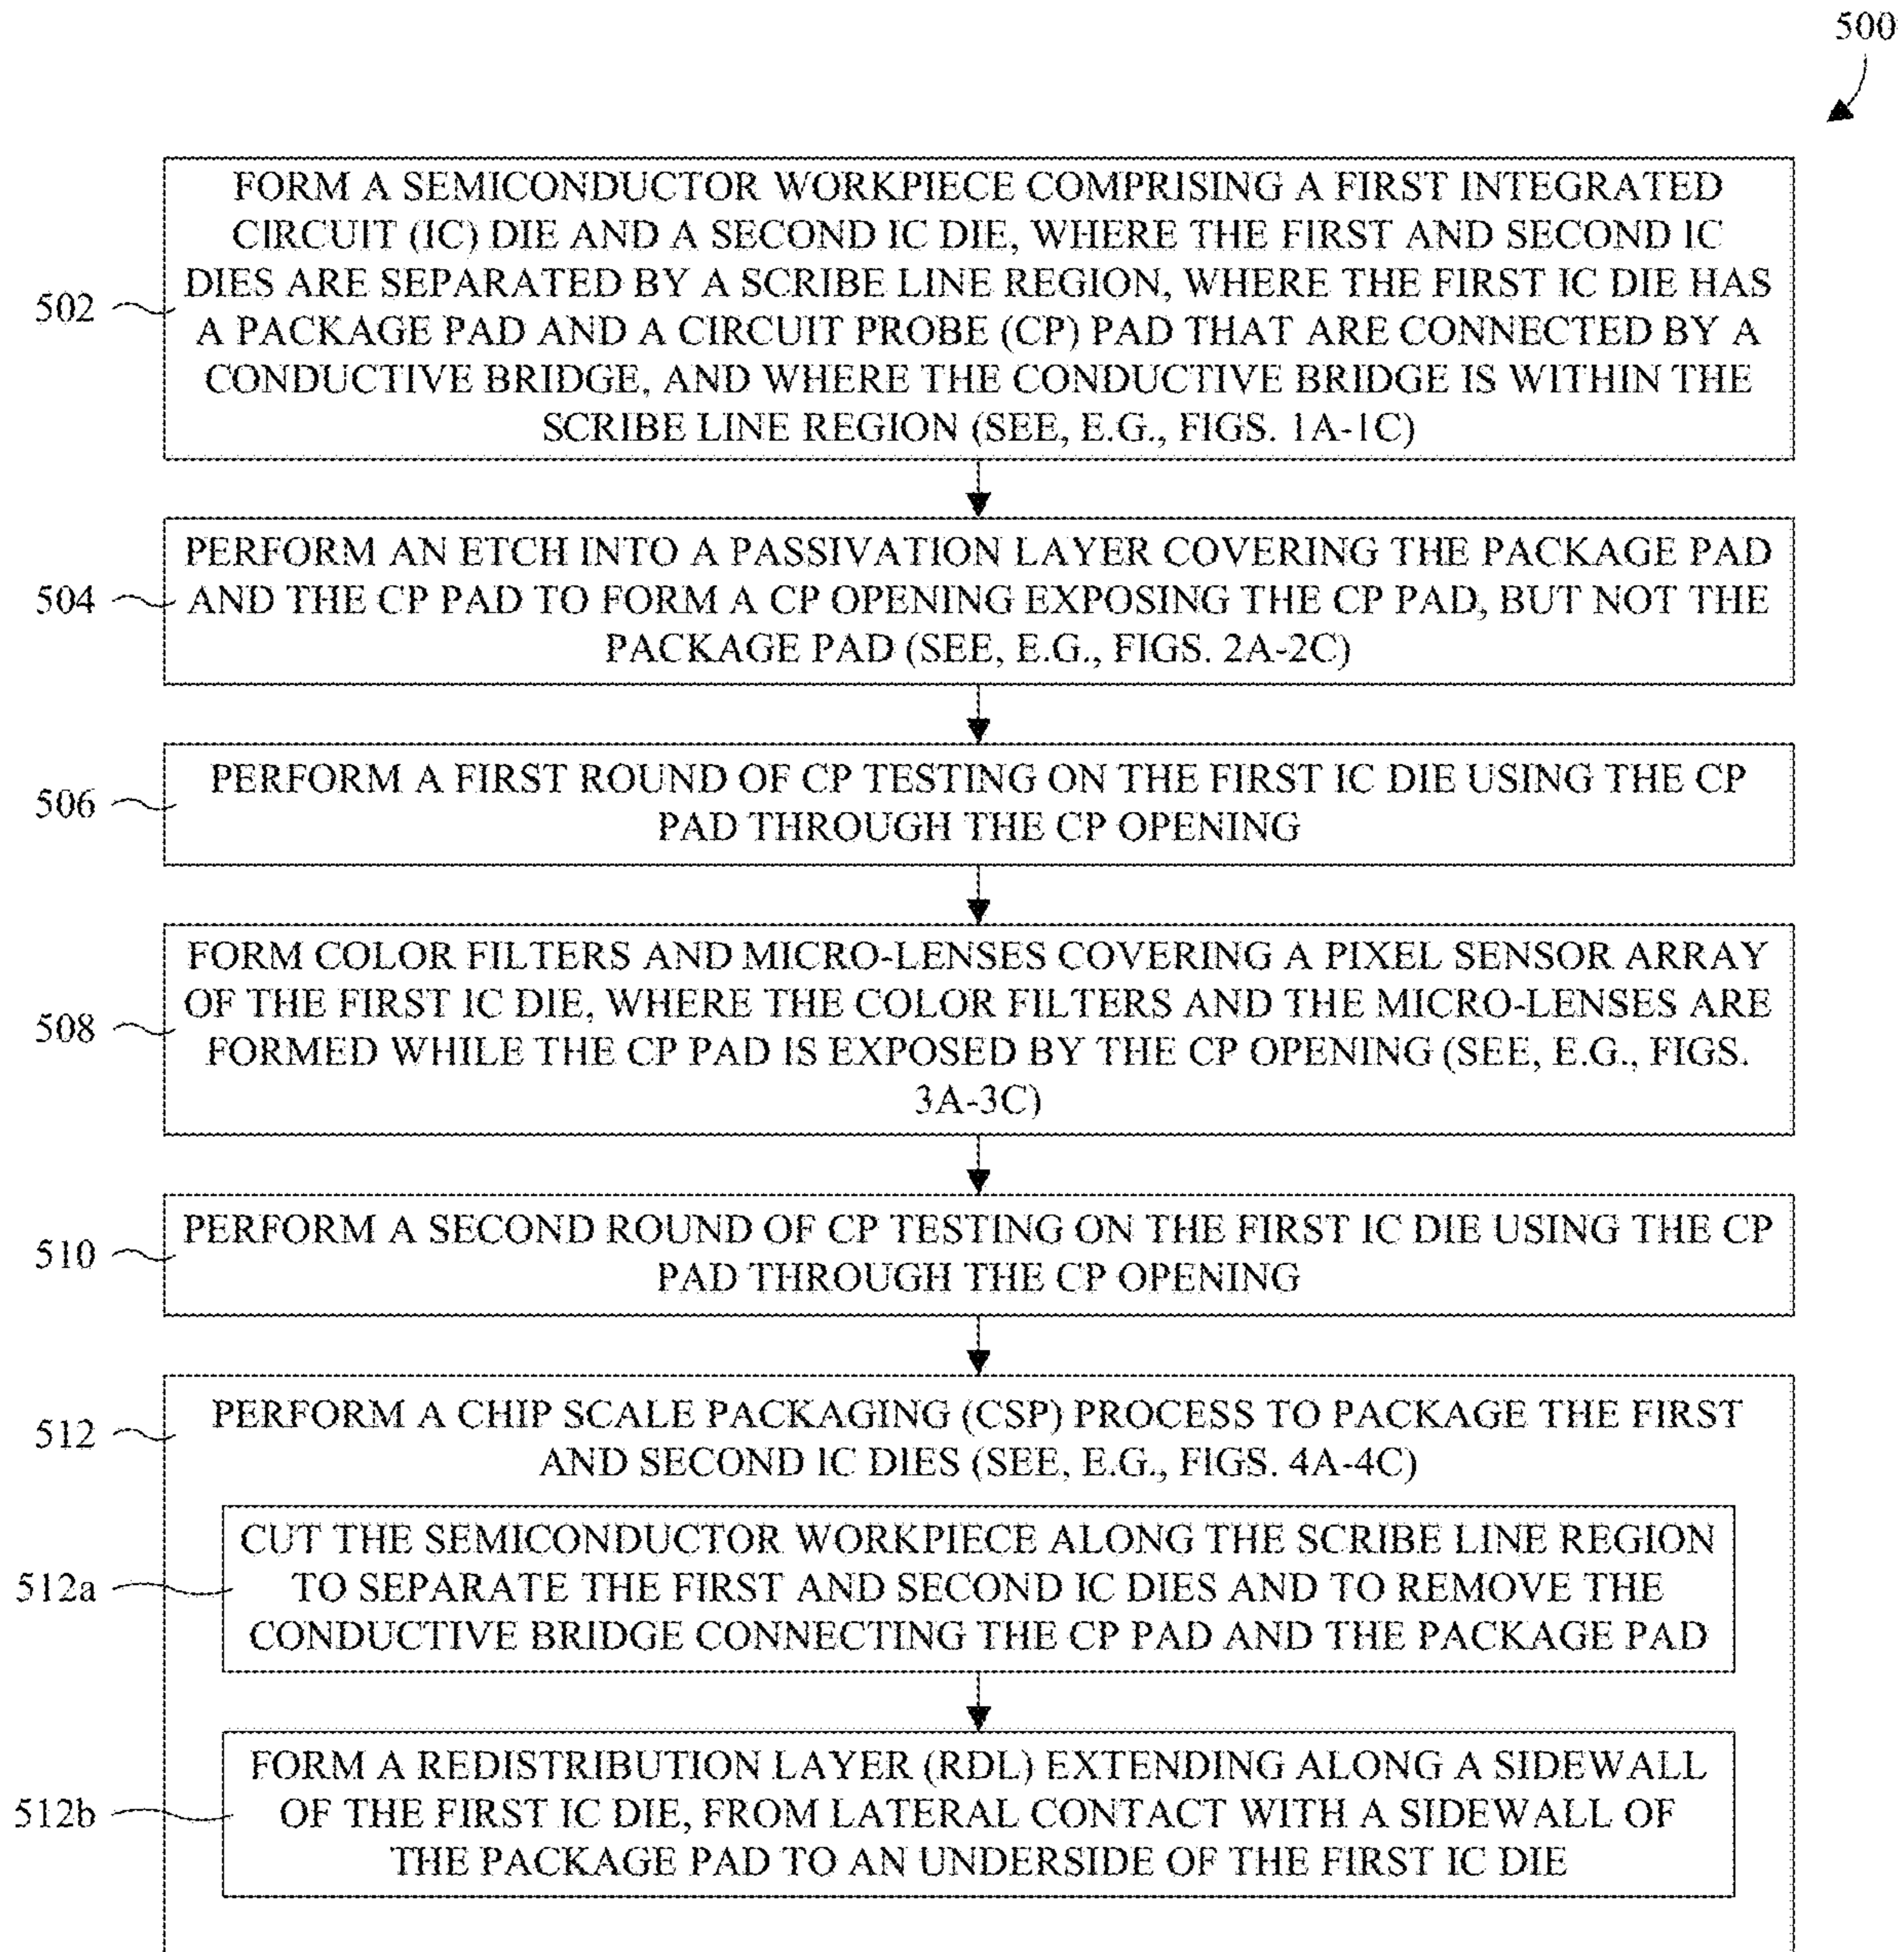 500
FORM A SEMICONDUCTOR WORKPIECE COMPRISING A FIRST INTEGRATED
CIRCUIT (IC) DIE AND A SECOND IC DIE, WHERE THE FIRST AND SECOND IC
DIES ARE SEPARATED BY A SCRIBE LINE REGION, WHERE THE FIRST IC DIE HAS
502
A PACKAGE PAD AND A CIRCUIT PROBE (CP) PAD THAT ARE CONNECTED BY A
CONDUCTIVE BRIDGE, AND WHERE THE CONDUCTIVE BRIDGE IS WITHIN THE
SCRIBE LINE REGION (SEE, E.G., FIGS. 1A-1C)
PERFORM AN ETCH INTO A PASSIVATION LAYER COVERING THE PACKAGE PAD
504
AND THE CP PAD TO FORM A CP OPENING EXPOSING THE CP PAD, BUT NOT THE
PACKAGE PAD (SEE, E.G., FIGS. 2A-2C)
506
PERFORM A FIRST ROUND OF CP TESTING ON THE FIRST IC DIE USING THE CP
PAD THROUGH THE CP OPENING
FORM COLOR FILTERS AND MICRO-LENSES COVERING A PIXEL SENSOR ARRAY
OF THE FIRST IC DIE, WHERE THE COLOR FILTERS AND THE MICRO-LENSES ARE
508
FORMED WHILE THE CP PAD IS EXPOSED BY THE CP OPENING (SEE, E.G., FIGS.
3A-3C)
510
PERFORM A SECOND ROUND OF CP TESTING ON THE FIRST IC DIE USING THE CP
PAD THROUGH THE CP OPENING
512
PERFORM A CHIP SCALE PACKAGING (CSP) PROCESS TO PACKAGE THE FIRST
AND SECOND IC DIES (SEE, E.G., FIGS. 4A-4C)
CUT THE SEMICONDUCTOR WORKPIECE ALONG THE SCRIBE LINE REGION
512a
TO SEPARATE THE FIRST AND SECOND IC DIES AND TO REMOVE THE
CONDUCTIVE BRIDGE CONNECTING THE CP PAD AND THE PACKAGE PAD
FORM A REDISTRIBUTION LAYER (RDL) EXTENDING ALONG A SIDEWALL
512b
OF THE FIRST IC DIE, FROM LATERAL CONTACT WITH A SIDEWALL OF
THE PACKAGE PAD TO AN UNDERSIDE OF THE FIRST IC DIE